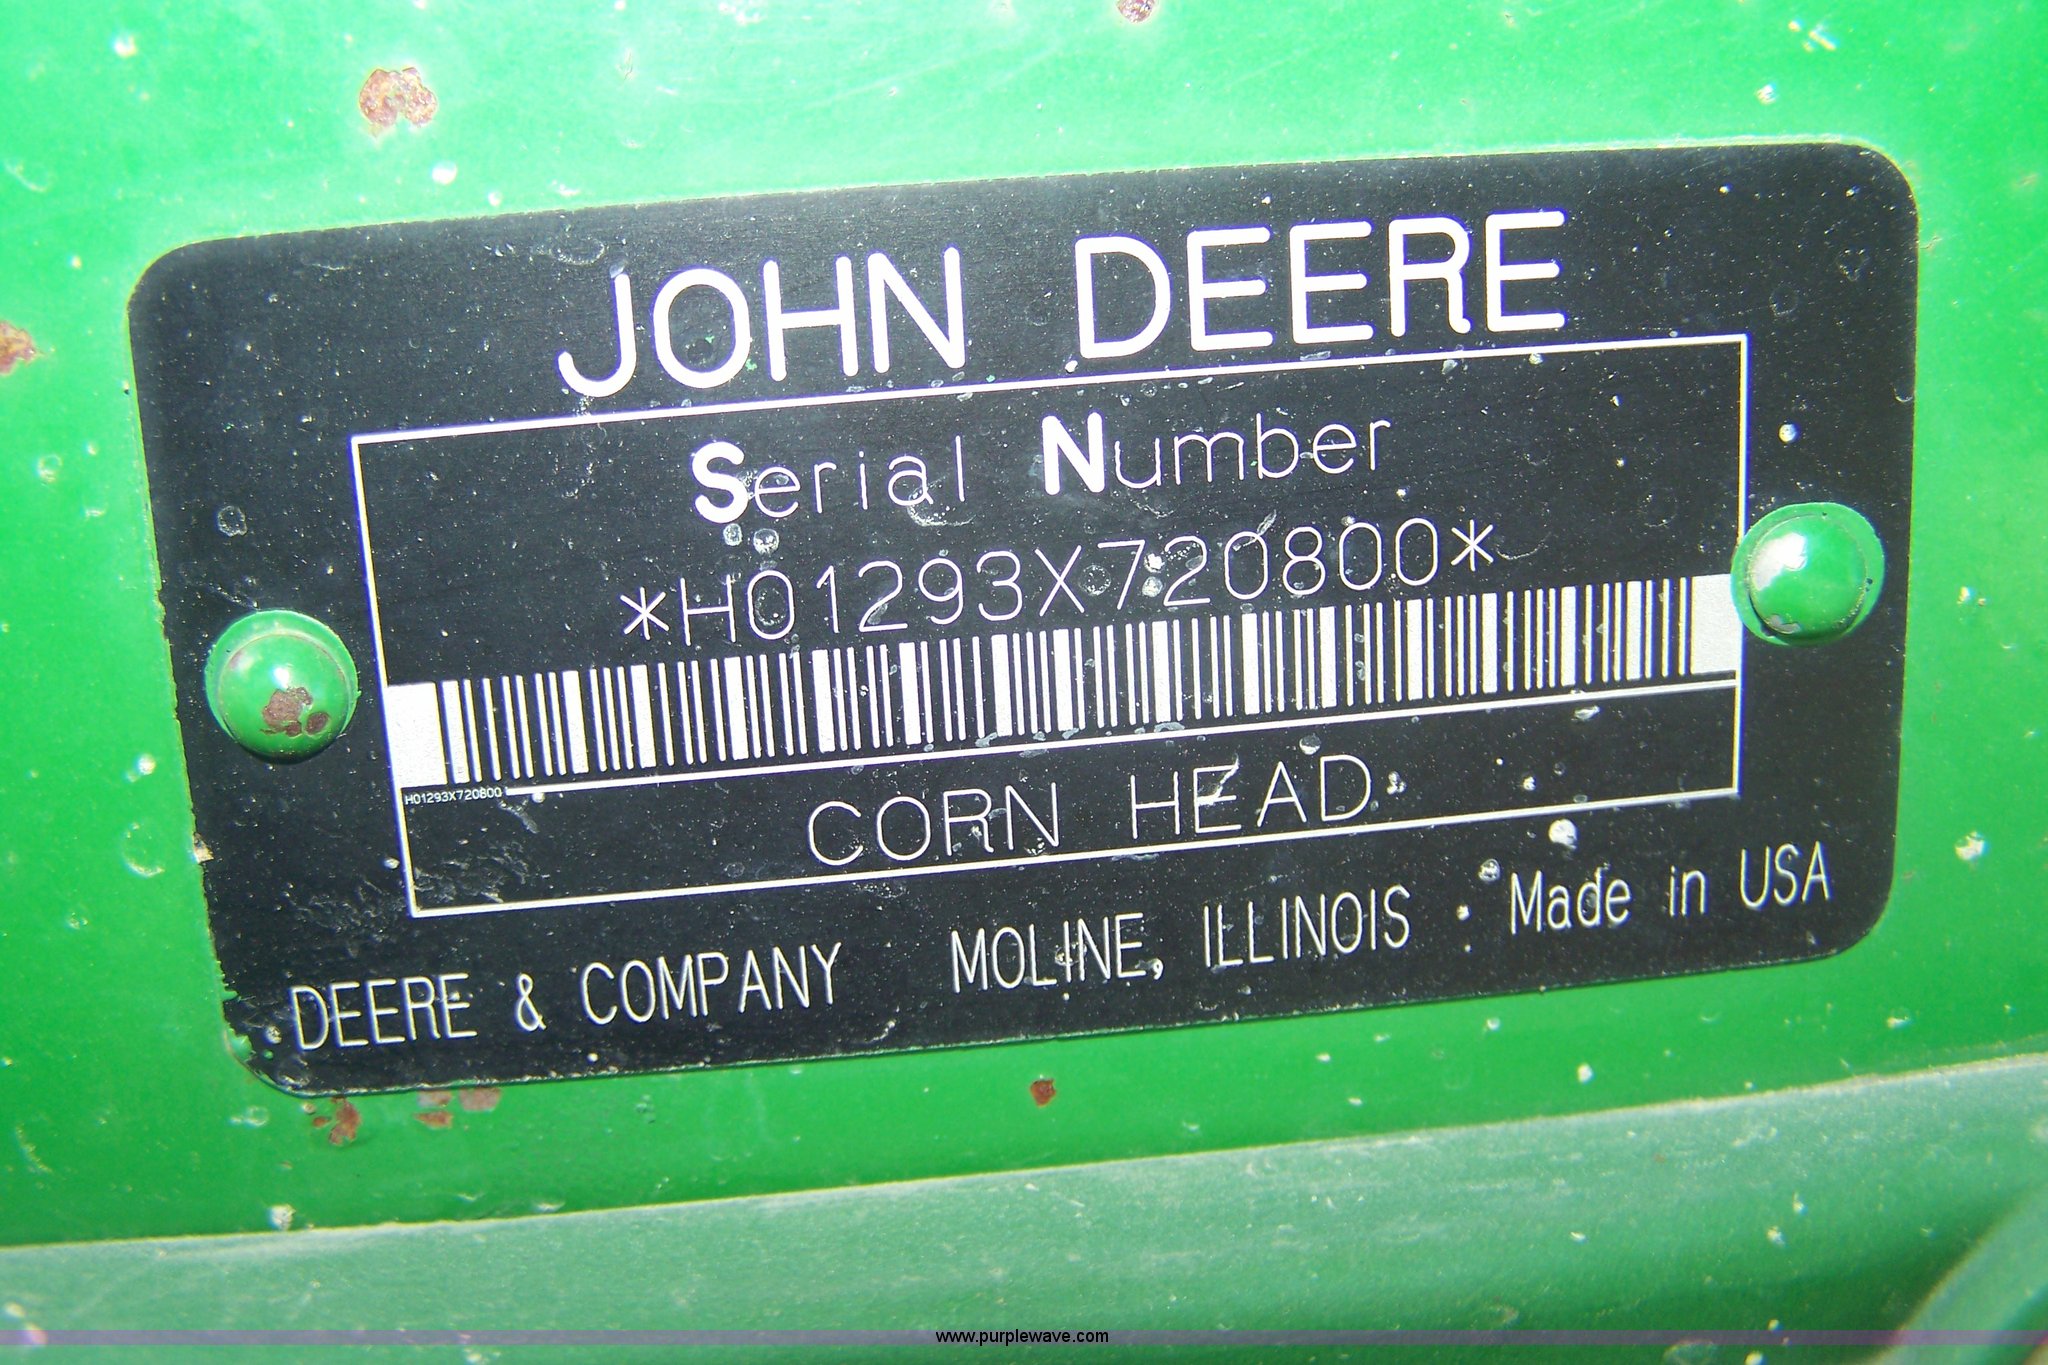 JOHN DEERE
Serial Number
*H01293X720800*
H01293X720800
CORN HEAD
DEERE & COMPANY MOLINE, ILLINOIS · Made in USA
www.purplewave.com